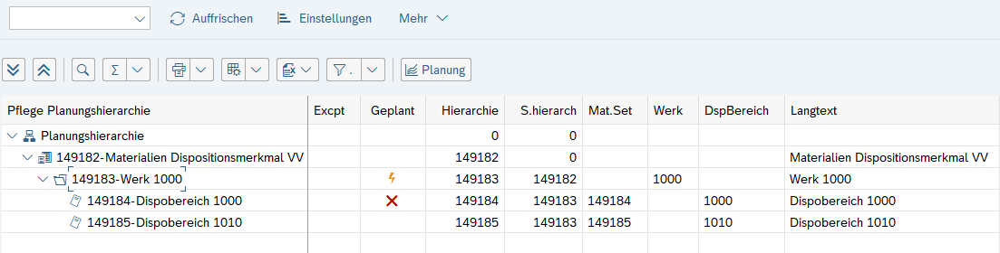 Auffrischen Einstellungen Mehr
Σ . Planung
Pflege Planungshierarchie Excpt Geplant Hierarchie S.hierarch Mat.Set Werk DspBereich Langtext
Planungshierarchie 0 0
149182-Materialien Dispositionsmerkmal VV 149182 0 Materialien Dispositionsmerkmal VV
149183-Werk 1000 149183 149182 1000 Werk 1000
149184-Dispobereich 1000 149184 149183 149184 1000 Dispobereich 1000
149185-Dispobereich 1010 149185 149183 149185 1010 Dispobereich 1010